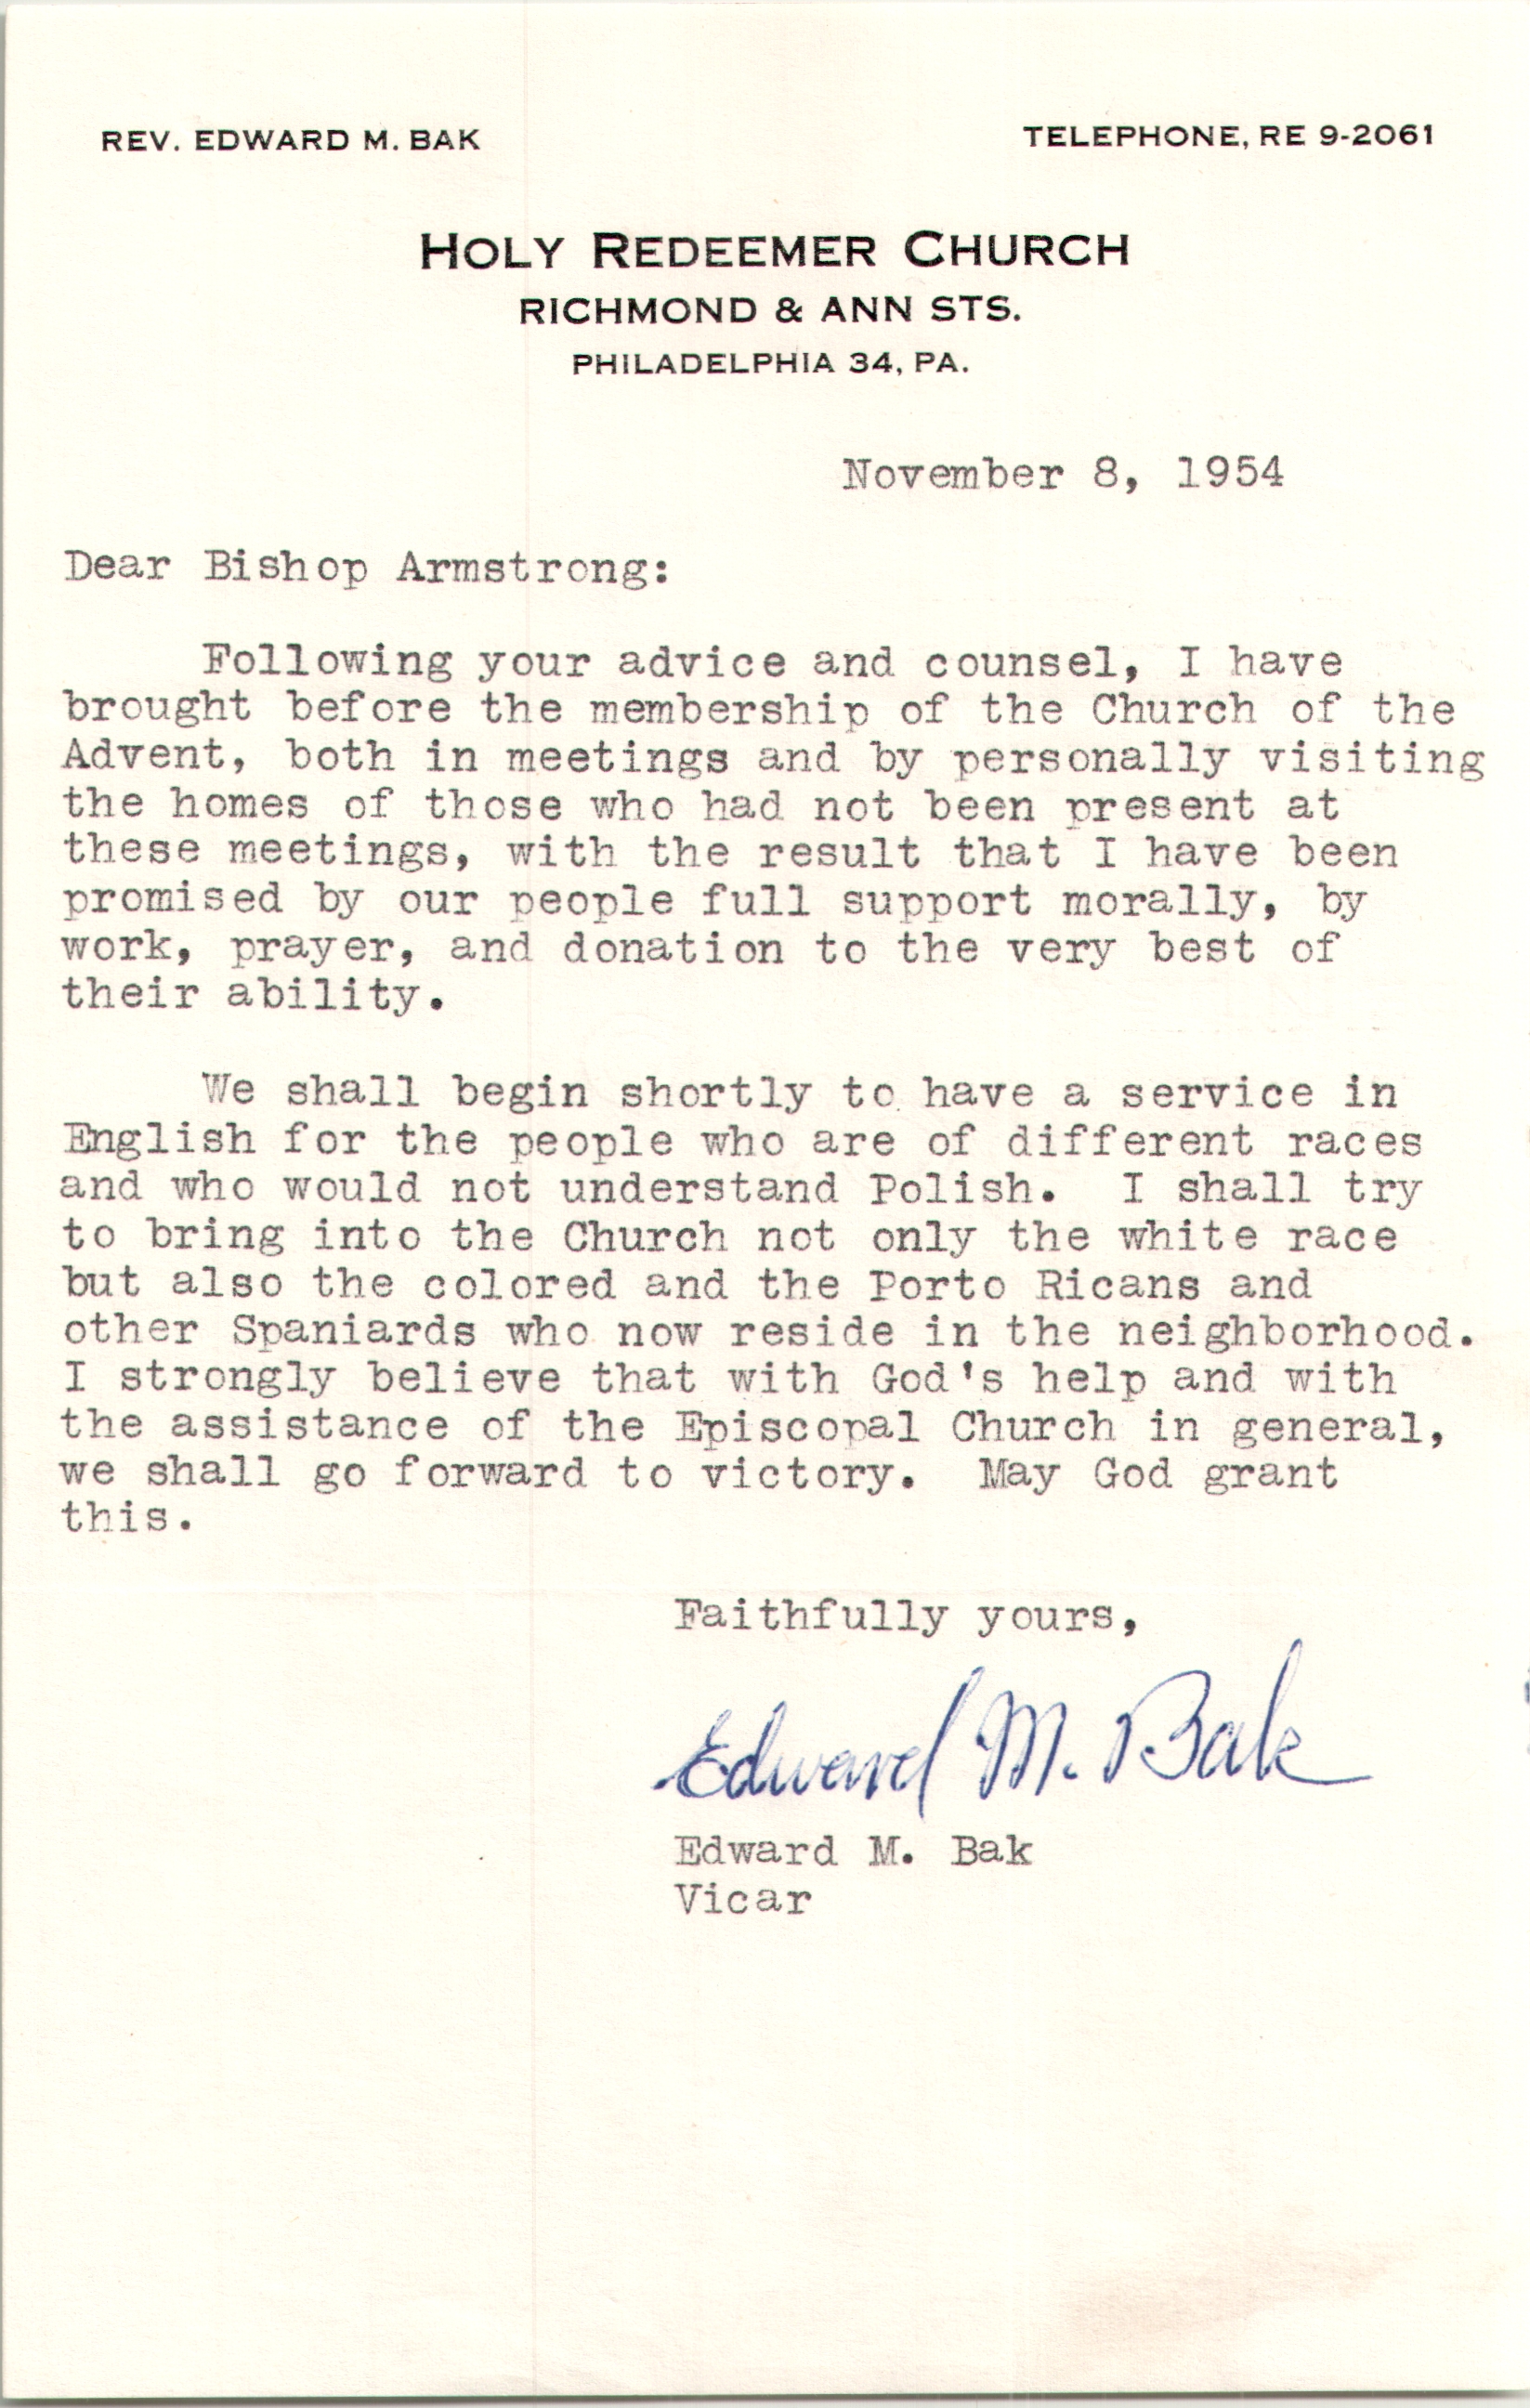 REV. EDWARD M. BAK
TELEPHONE, RE 9-2061
HOLY REDEEMER CHURCH
RICHMOND & ANN STS.
PHILADELPHIA 34, PA.
November 8, 1954
Dear Bishop Armstrong:
Following your advice and counsel, I have
brought before the membership of the Church of the
Advent, both in meetings and by personally visiting
the homes of those who had not been present at
these meetings, with the result that I have been
promised by our people full support morally, by
work, prayer, and donation to the very best of
their ability.
We shall begin shortly to have a service in
English for the people who are of different races
and who would not understand Polish. I shall try
to bring into the Church not only the white race
but also the colored and the Porto Ricans and
other Spaniards who now reside in the neighborhood.
I strongly believe that with God's help and with
the assistance of the Episcopal Church in general,
we shall go forward to victory. May God grant
this.
Faithfully yours,
Edward M. Bak
Edward M. Bak
Vicar